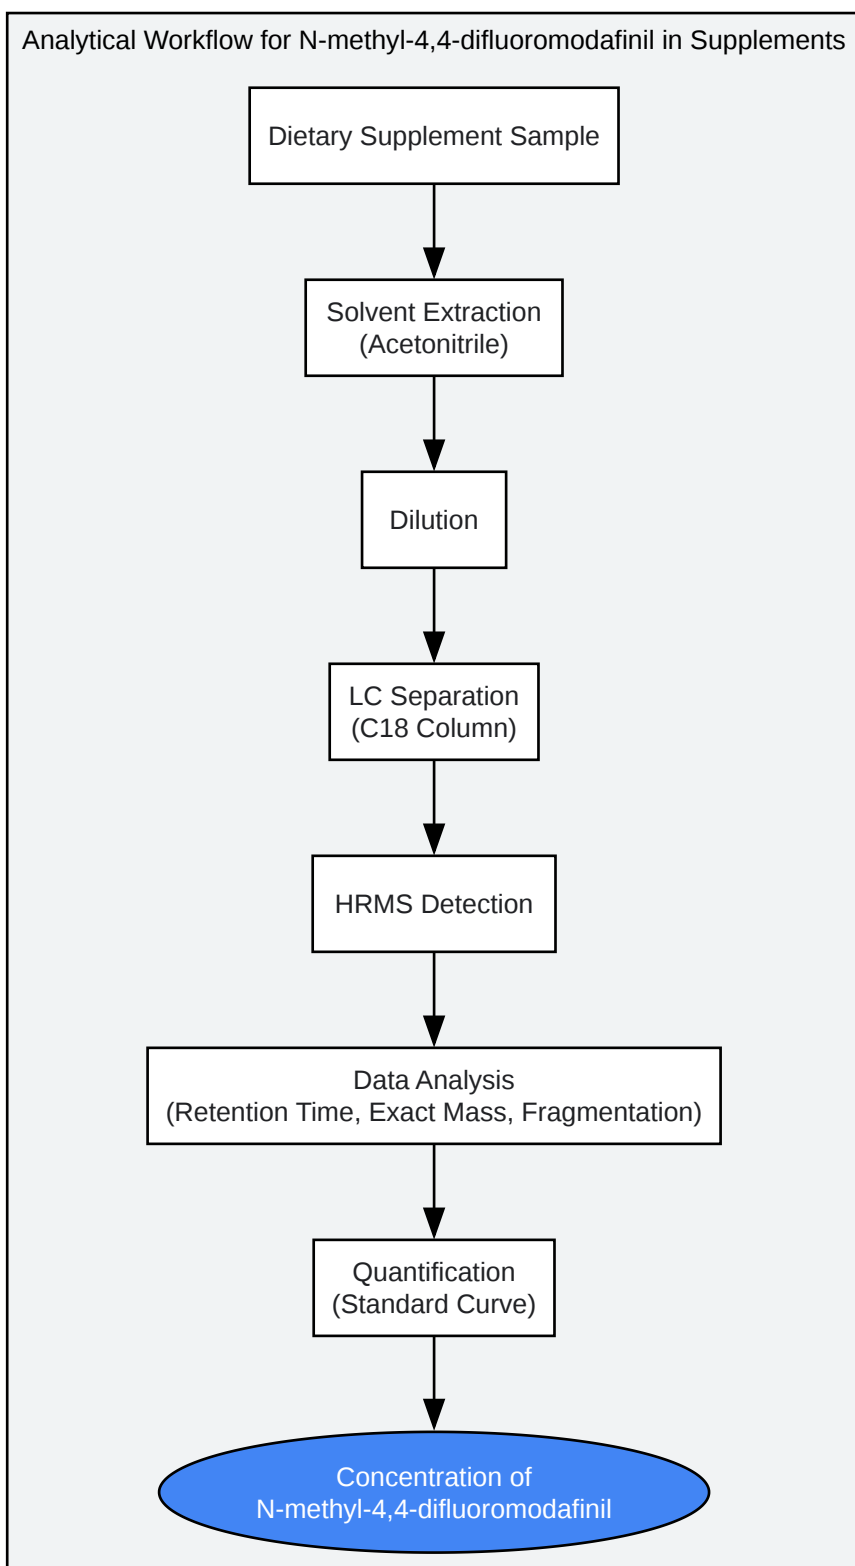 Analytical Workflow for N-methyl-4,4-difluoromodafinil in Supplements
Dietary Supplement Sample
Solvent Extraction
(Acetonitrile)
Dilution
LC Separation
(C18 Column)
HRMS Detection
Data Analysis
(Retention Time, Exact Mass, Fragmentation)
Quantification
(Standard Curve)
Concentration of
N-methyl-4,4-difluoromodafinil